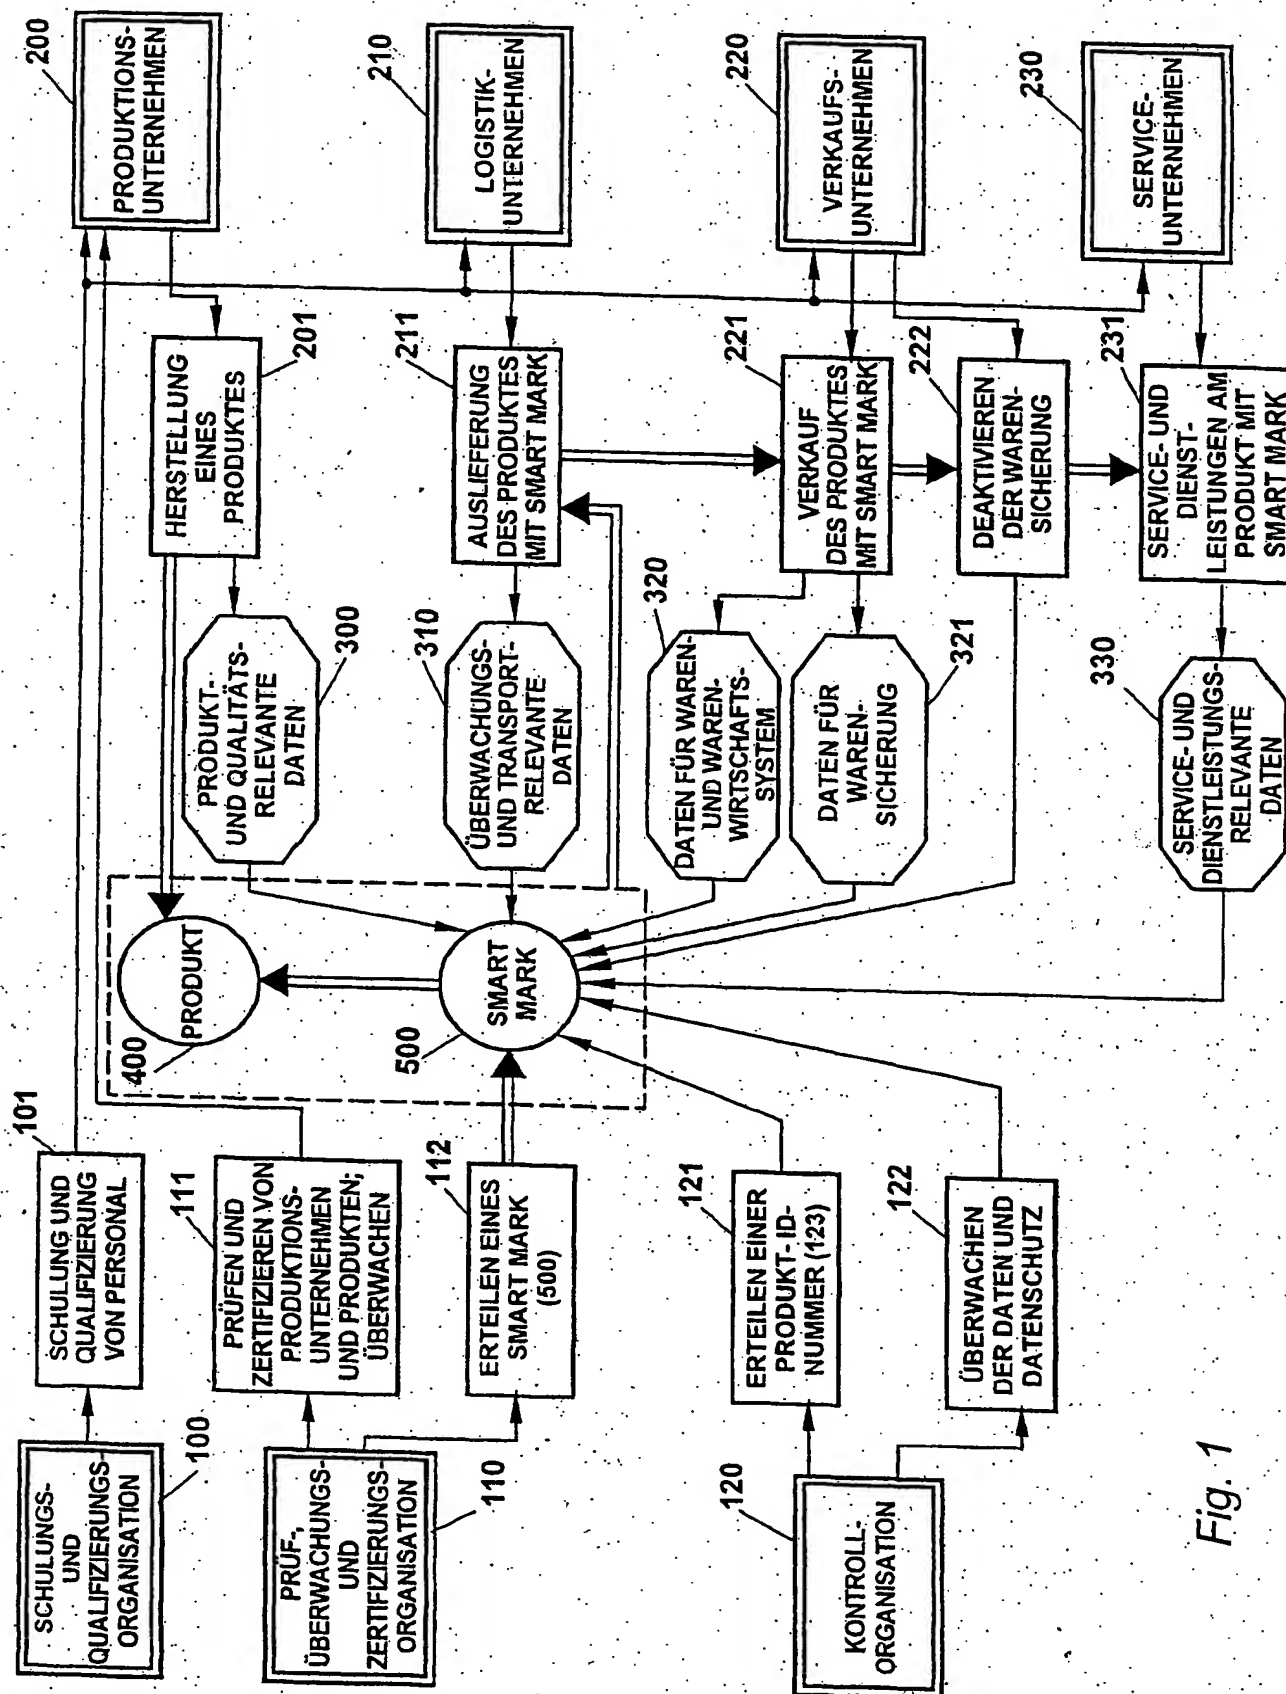 SCHULUNGS-
UND
QUALIFIZIERUNGS-
ORGANISATION
100
SCHULUNG UND
QUALIFIZIERUNG
VON PERSONAL
101
PRODUKTIONS-
UNTERNEHMEN
200
PRÜF-,
ÜBERWACHUNGS-
UND
ZERTIFIZIERUNGS-
ORGANISATION
110
PRÜFEN UND
ZERTIFIZIEREN VON
PRODUKTIONS-
UNTERNEHMEN
UND PRODUKTEN;
ÜBERWACHEN
111
ERTEILEN EINES
SMART MARK
(500)
112
PRODUKT
400
HERSTELLUNG
EINES
PRODUKTES
201
PRODUKT-
UND QUALITÄTS-
RELEVANTE
DATEN
300
SMART
MARK
500
ÜBERWACHUNGS-
UND TRANSPORT-
RELEVANTE
DATEN
310
AUSLIEFERUNG
DES PRODUKTES
MIT SMART MARK
211
LOGISTIK-
UNTERNEHMEN
210
KONTROLL-
ORGANISATION
120
ERTEILEN EINER
PRODUKT-ID-
NUMMER (123)
121
ÜBERWACHEN
DER DATEN UND
DATENSCHUTZ
122
DATEN FÜR WAREN-
UND WAREN-
WIRTSCHAFTS-
SYSTEM
320
DATEN FÜR
WAREN-
SICHERUNG
321
VERKAUF
DES PRODUKTES
MIT SMART MARK
221
VERKAUFS-
UNTERNEHMEN
220
DEAKTIVIEREN
DER WAREN-
SICHERUNG
222
SERVICE- UND
DIENSTLEISTUNGS-
RELEVANTE
DATEN
330
SERVICE- UND
DIENST-
LEISTUNGEN AM
PRODUKT MIT
SMART MARK
231
SERVICE-
UNTERNEHMEN
230
Fig. 1